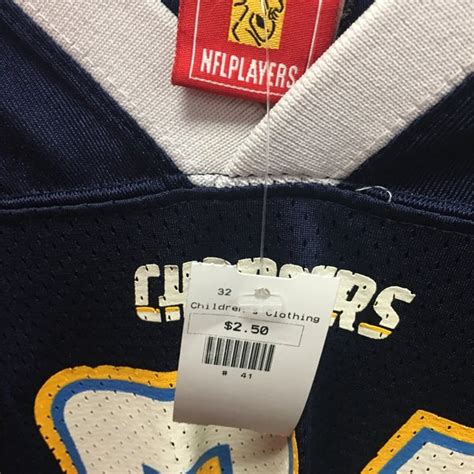 NFLPLAYERS
32
Children's Clothing
$2.50
# 41